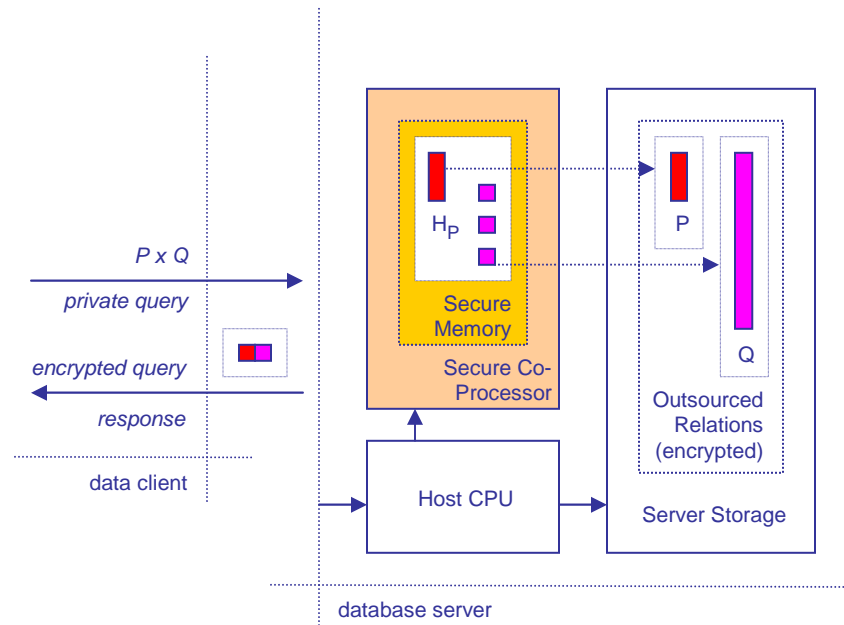 P x Q
private query
encrypted query
response
data client
H_P
Secure
Memory
Secure Co-
Processor
Host CPU
P
Q
Outsourced
Relations
(encrypted)
Server Storage
database server